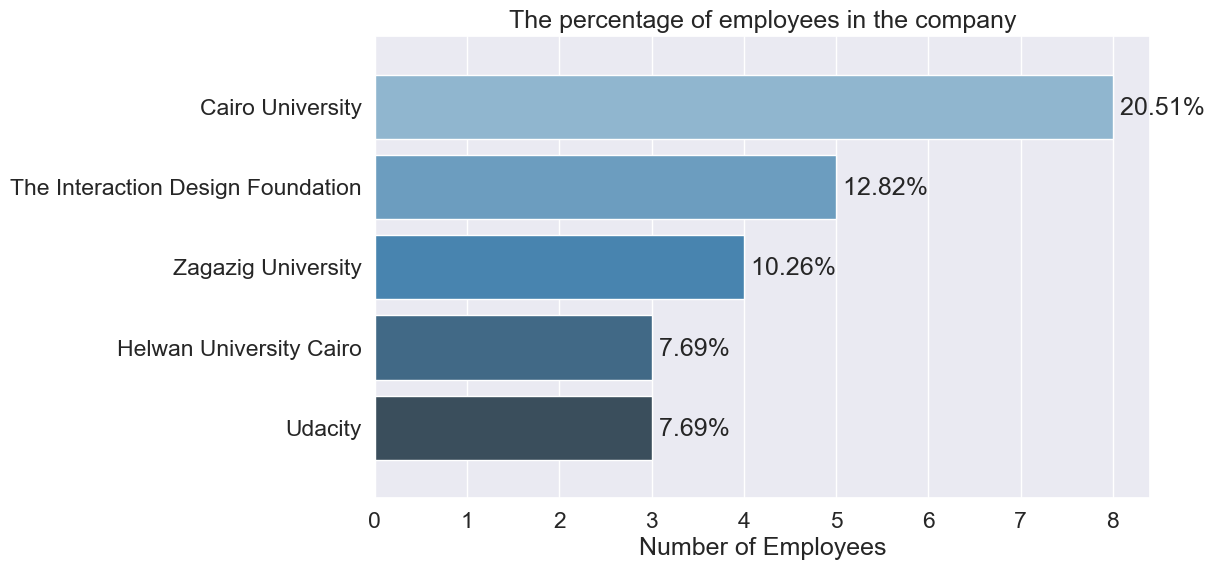 The percentage of employees in the company
Cairo University
20.51%
The Interaction Design Foundation
12.82%
Zagazig University
10.26%
Helwan University Cairo
7.69%
Udacity
7.69%
0 1 2 3 4 5 6 7 8
Number of Employees